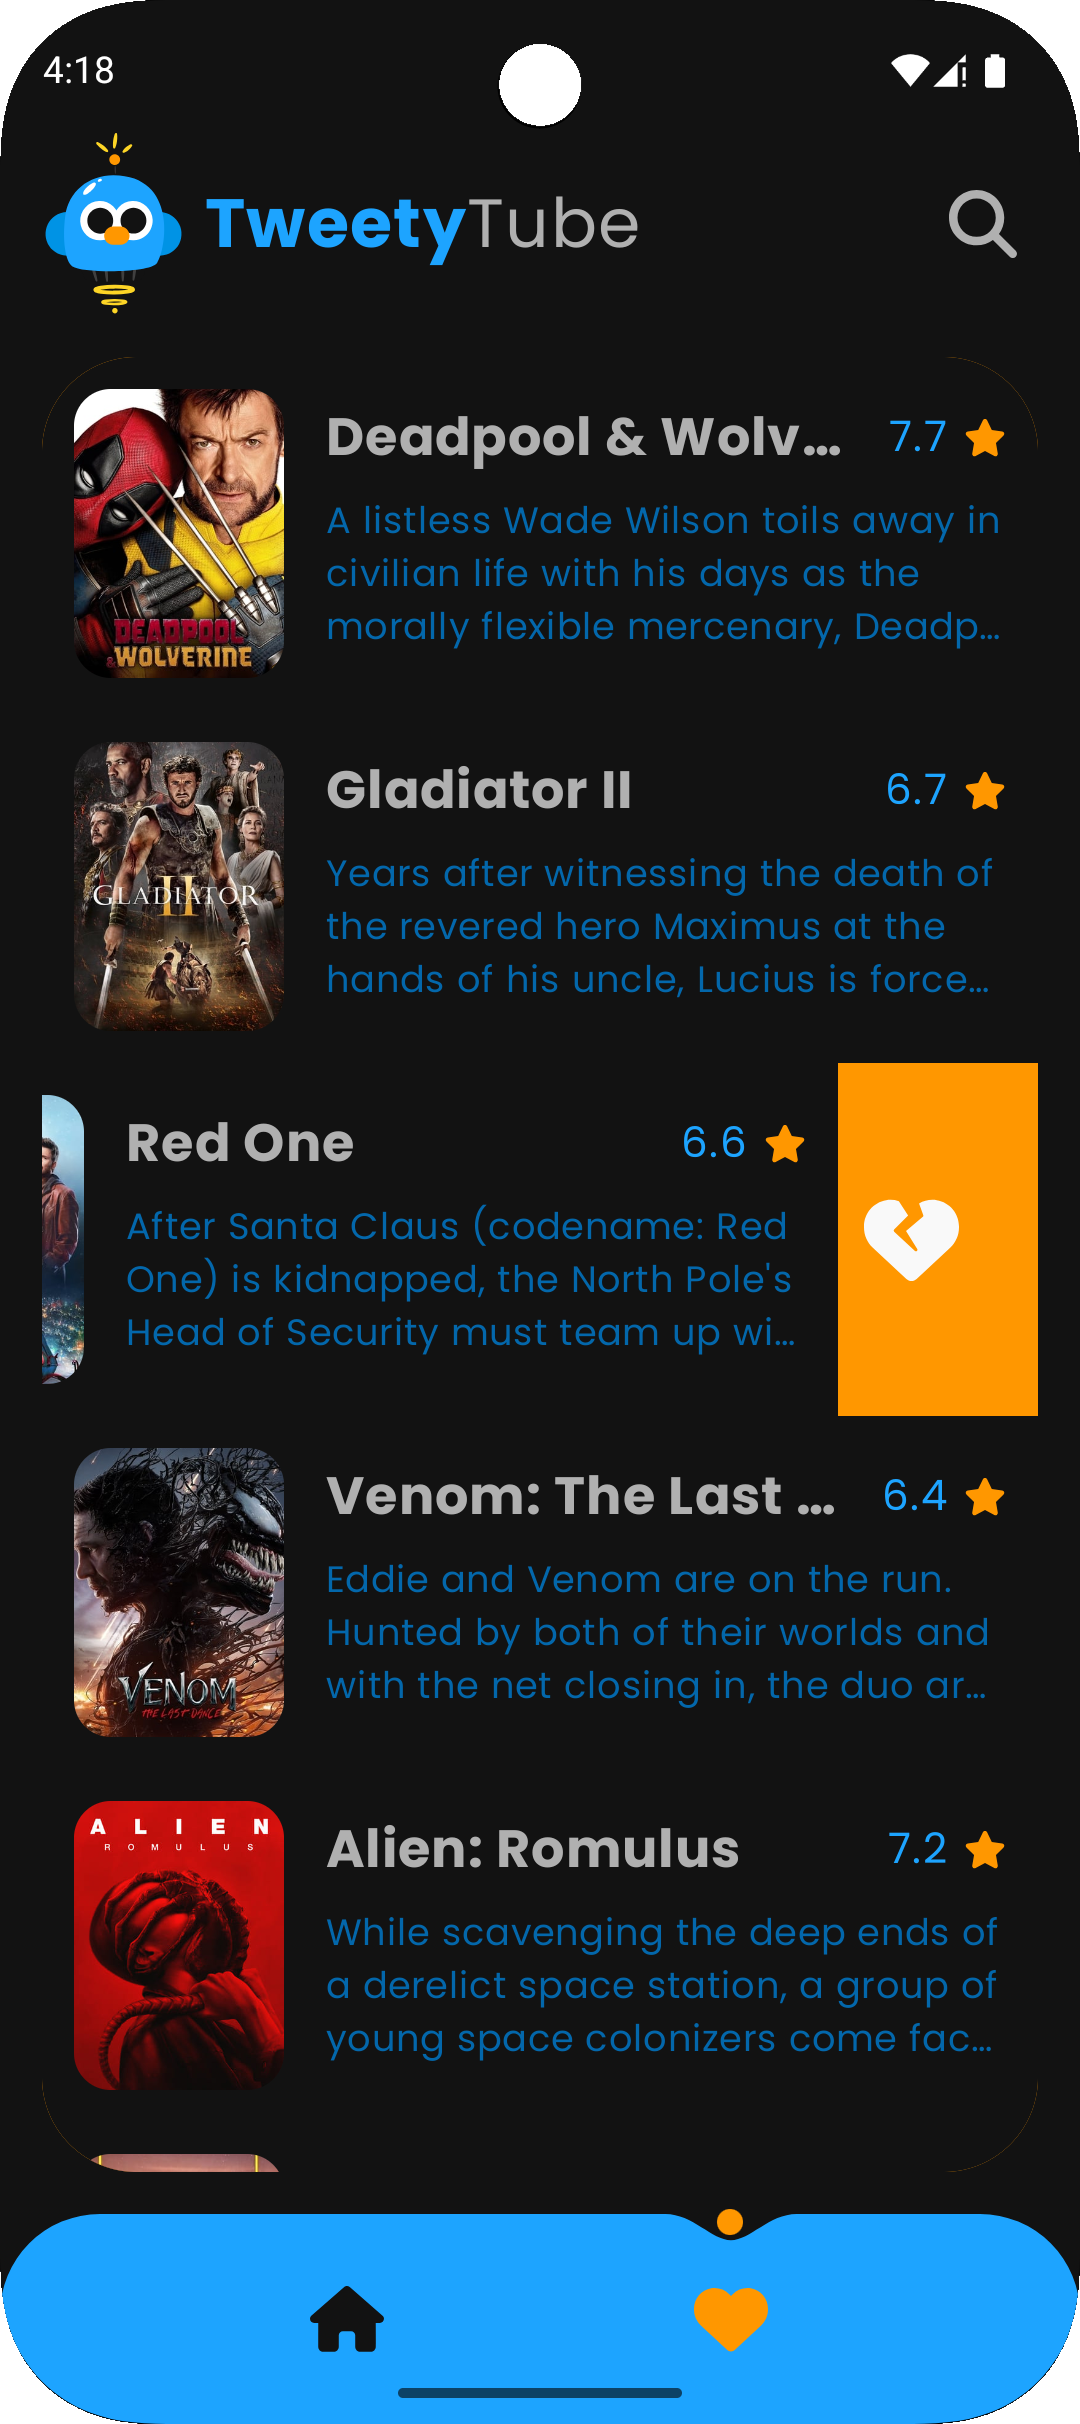 4:18
TweetyTube
Deadpool & Wolv... 7.7
A listless Wade Wilson toils away in
civilian life with his days as the
morally flexible mercenary, Deadp...
DEADPOOL
& WOLVERINE
Gladiator II 6.7
Years after witnessing the death of
the revered hero Maximus at the
hands of his uncle, Lucius is force...
GLADIATOR
II
Red One 6.6
After Santa Claus (codename: Red
One) is kidnapped, the North Pole's
Head of Security must team up wi...
Venom: The Last ... 6.4
Eddie and Venom are on the run.
Hunted by both of their worlds and
with the net closing in, the duo ar...
VENOM
THE LAST DANCE
Alien: Romulus 7.2
While scavenging the deep ends of
a derelict space station, a group of
young space colonizers come fac...
ALIEN
ROMULUS